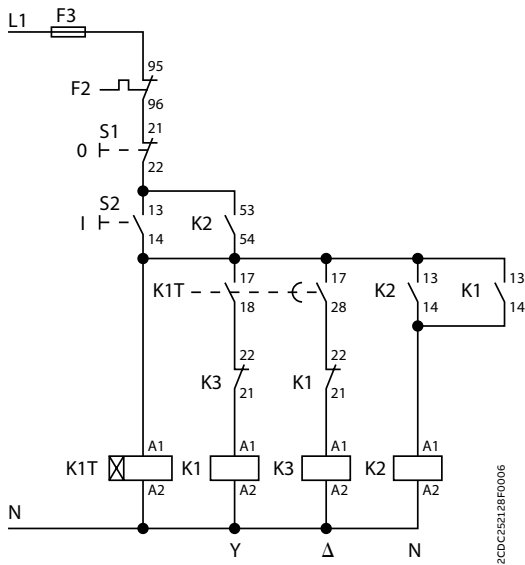 L1 F3
95
F2
96
S1 21
0
22
S2 13 53
I K2
14 54
17 17 13 13
K1T K2 K1
18 28 14 14
22 22
K3 K1
21 21
A1 A1 A1 A1
K1T K1 K3 K2
A2 A2 A2 A2
N
Y Δ N
2CDC252128F0006